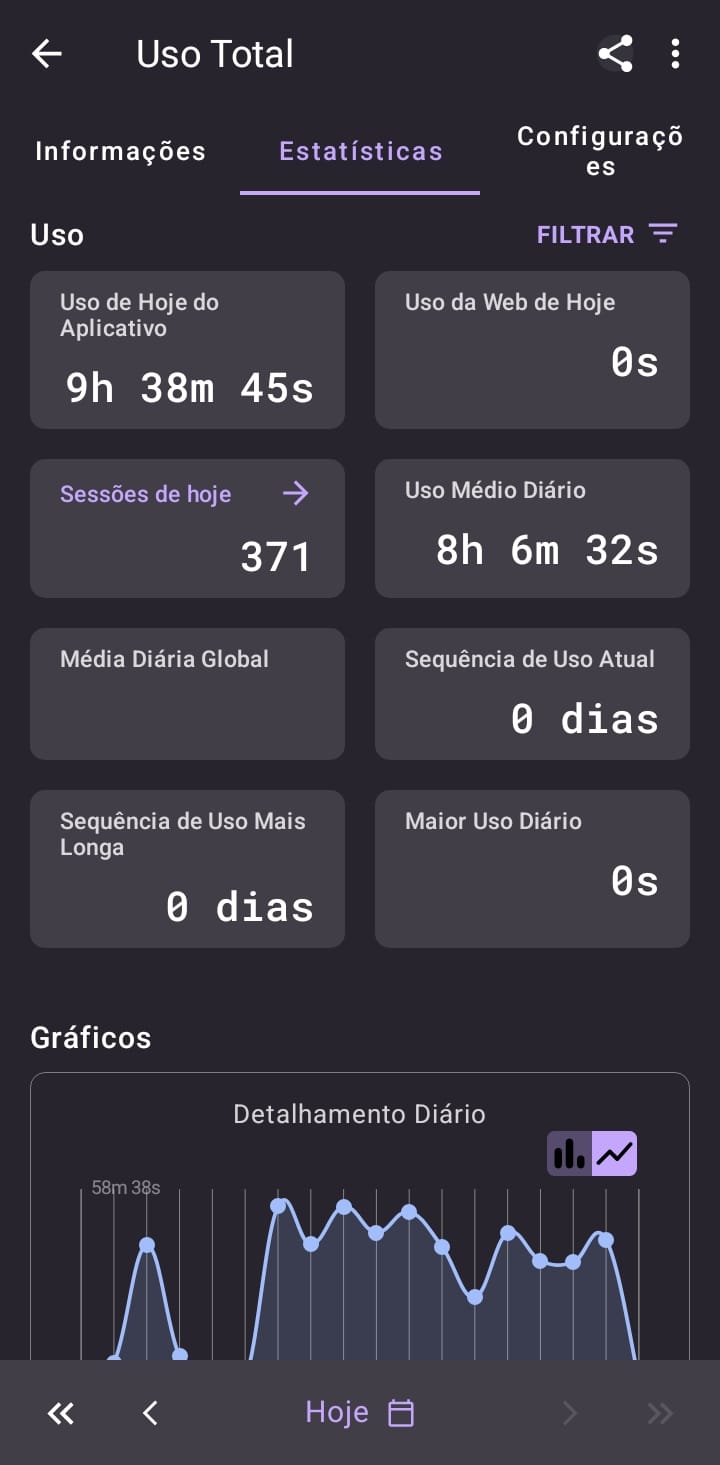 Uso Total
Informações
Estatísticas
Configuraçõ
es
Uso
FILTRAR
Uso de Hoje do
Aplicativo
9h 38m 45s
Uso da Web de Hoje
0s
Sessões de hoje
371
Uso Médio Diário
8h 6m 32s
Média Diária Global
Sequência de Uso Atual
0 dias
Sequência de Uso Mais
Longa
0 dias
Maior Uso Diário
0s
Gráficos
Detalhamento Diário
58m 38s
Hoje